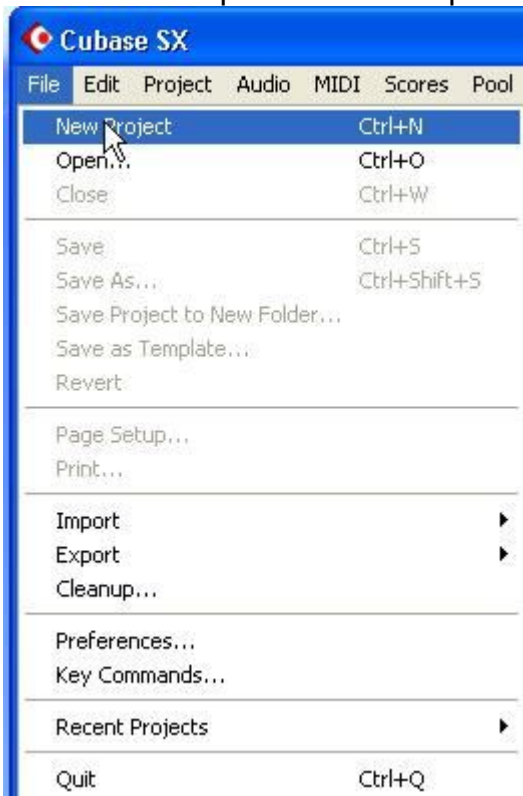 Cubase SX
File Edit Project Audio MIDI Scores Pool
New Project Ctrl+N
Open... Ctrl+O
Close Ctrl+W
Save Ctrl+S
Save As... Ctrl+Shift+S
Save Project to New Folder...
Save as Template...
Revert
Page Setup...
Print...
Import
Export
Cleanup...
Preferences...
Key Commands...
Recent Projects
Quit Ctrl+Q